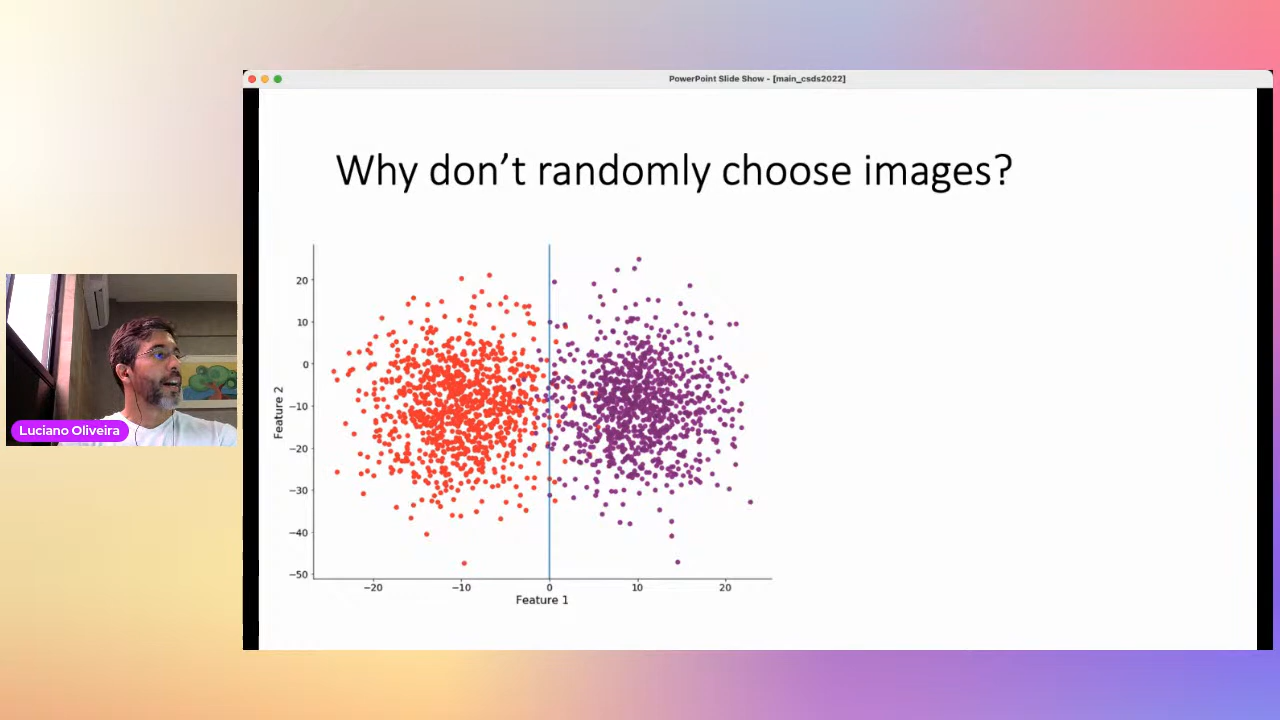 PowerPoint Slide Show - [main_csds2022]
Why don’t randomly choose images?
20
10
0
−10
−20
−30
−40
−50
Feature 2
−20
−10
0
10
20
Feature 1
Luciano Oliveira